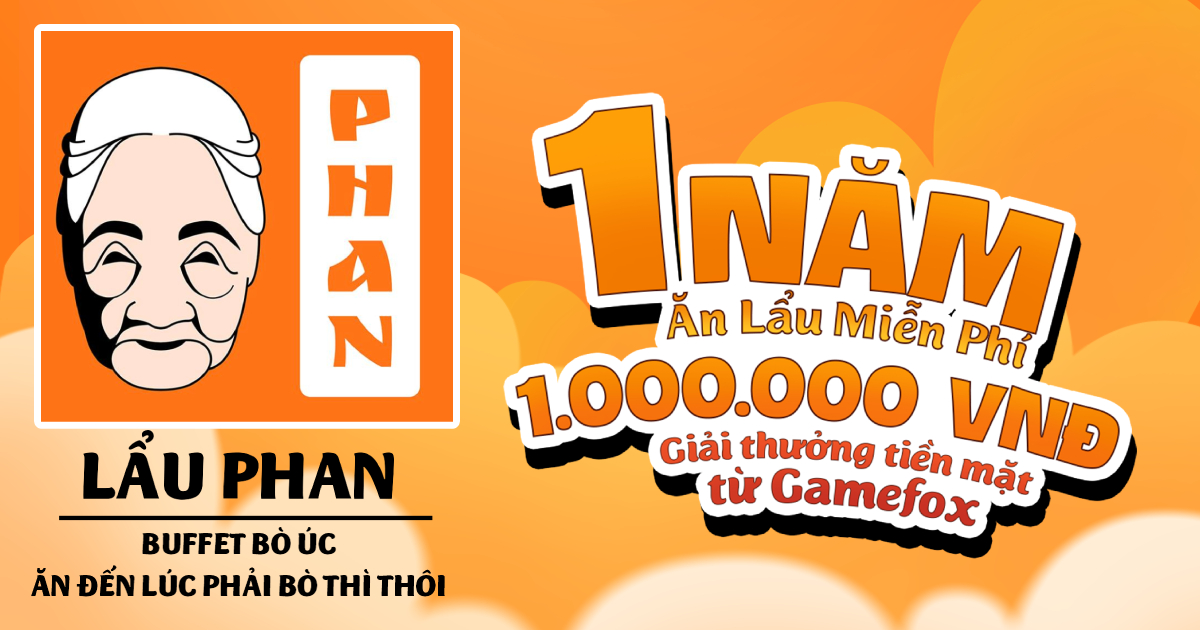 PHAN
LẨU PHAN
BUFFET BÒ ÚC
ĂN ĐẾN LÚC PHẢI BÒ THÌ THÔI
1 NĂM
Ăn Lẩu Miễn Phí
1.000.000 VNĐ
Giải thưởng tiền mặt
từ Gamefox